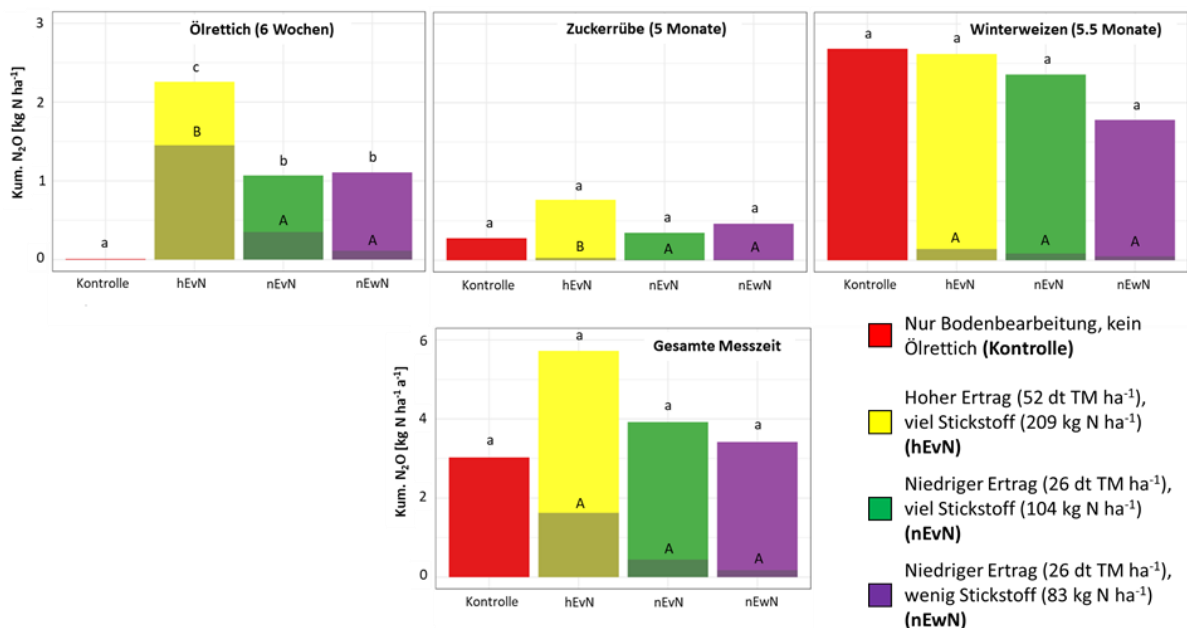 Ölrettich (6 Wochen)
Zuckerrübe (5 Monate)
Winterweizen (5.5 Monate)
Kum. N₂O [kg N ha⁻¹]
3
2
1
0
a
c
B
b
A
b
A
a
a
B
a
A
a
A
a
a
A
a
A
a
A
Kontrolle hEvN nEvN nEwN
Kontrolle hEvN nEvN nEwN
Kontrolle hEvN nEvN nEwN
Gesamte Messzeit
Kum. N₂O [kg N ha⁻¹ a⁻¹]
6
4
2
0
a
a
A
a
A
a
A
Kontrolle hEvN nEvN nEwN
Nur Bodenbearbeitung, kein
Ölrettich (Kontrolle)
Hoher Ertrag (52 dt TM ha⁻¹),
viel Stickstoff (209 kg N ha⁻¹)
(hEvN)
Niedriger Ertrag (26 dt TM ha⁻¹),
viel Stickstoff (104 kg N ha⁻¹)
(nEvN)
Niedriger Ertrag (26 dt TM ha⁻¹),
wenig Stickstoff (83 kg N ha⁻¹)
(nEwN)